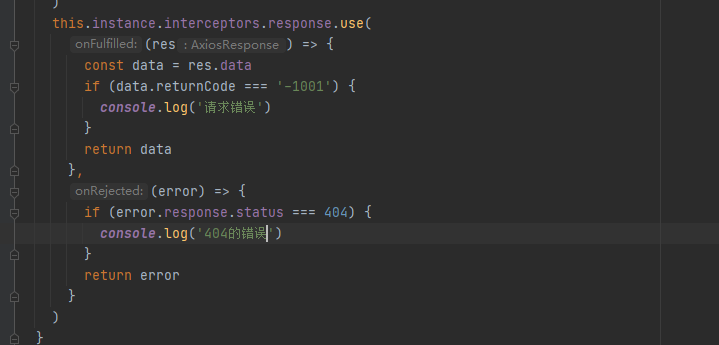 )
this.instance.interceptors.response.use(
onFulfilled: (res : AxiosResponse ) => {
const data = res.data
if (data.returnCode === '-1001') {
console.log('请求错误')
}
return data
},
onRejected: (error) => {
if (error.response.status === 404) {
console.log('404的错误')
}
return error
}
)
}